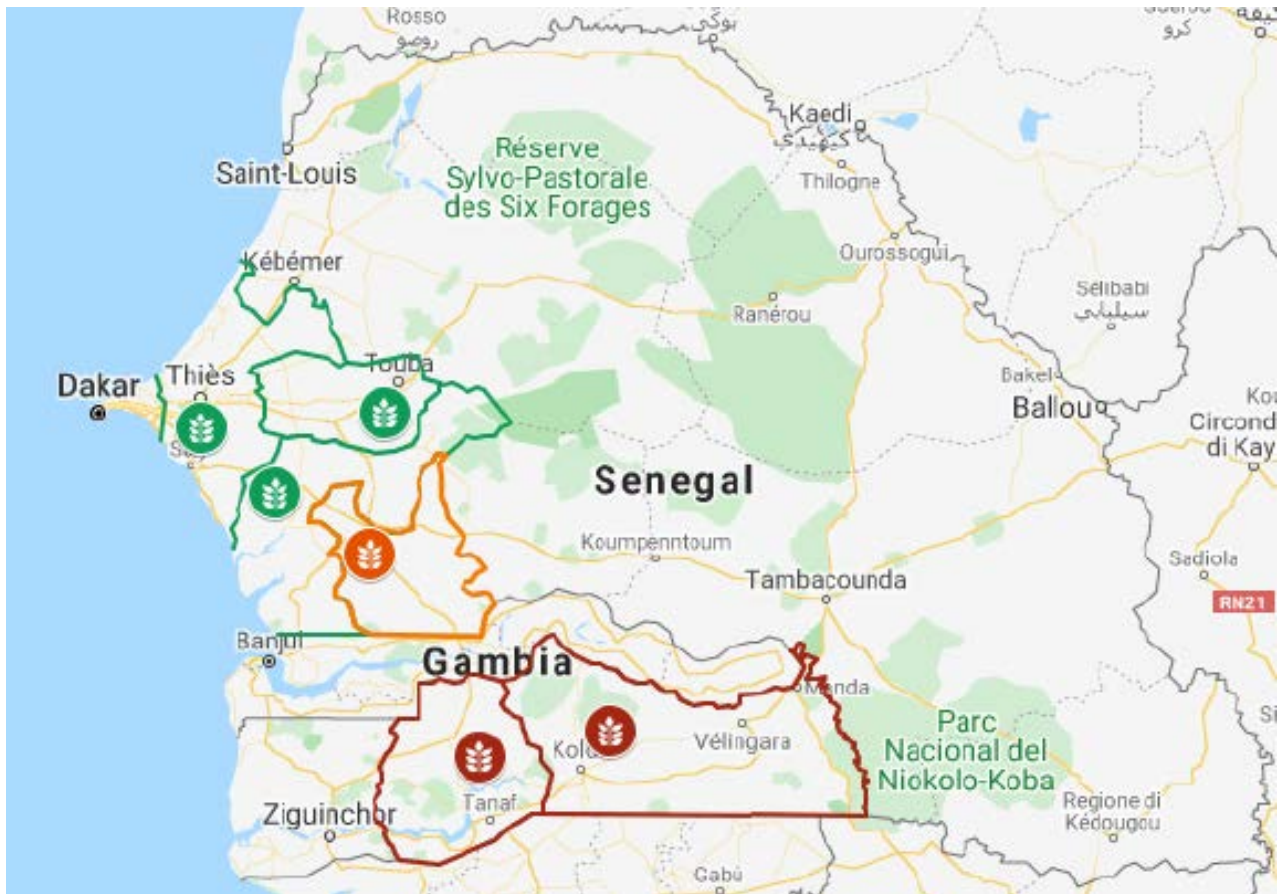 Rosso
روصو
بوكي
كرو
Kaedi
كيهيدي
Saint-Louis
Réserve
Sylvo-Pastorale
des Six Forages
Thilogne
Ourossogui
Kébémer
Sélibabi
سيليبابي
Ranérou
Dakar
Thiès
Touba
Bakel
Ballou
Circond
di Kay
Senegal
Koumpenntoum
Tambacounda
Sadiola
RN21
Banjul
Gambia
Manda
Vélingara
Parc
Nacional del
Niokolo-Koba
Ziguinchor
Tanaf
Regione di
Kédougou
Gabú